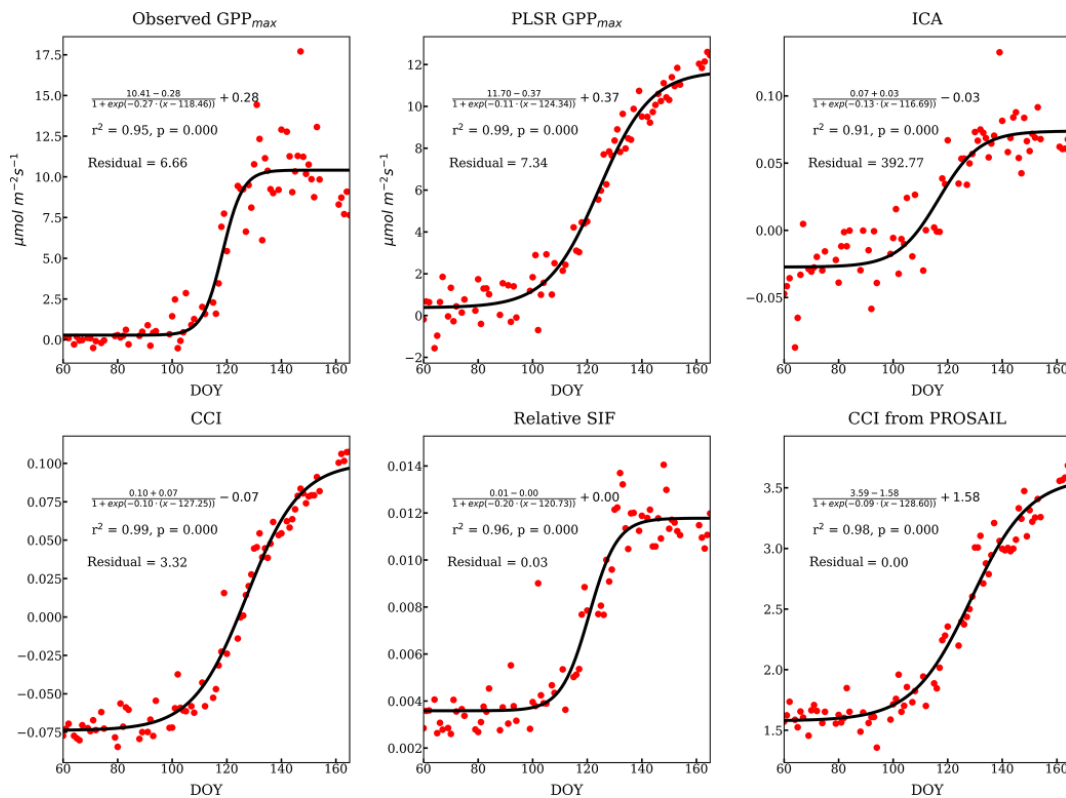 Observed GPPmax
17.5
15.0
12.5
10.0
7.5
5.0
2.5
0.0
μmol m−2s−1
10.41 − 0.28
1 + exp(−0.27 · (x − 118.46)) + 0.28
r2 = 0.95, p = 0.000
Residual = 6.66
60 80 100 120 140 160
DOY
PLSR GPPmax
12
10
8
6
4
2
0
−2
μmol m−2s−1
11.70 − 0.37
1 + exp(−0.11 · (x − 124.34)) + 0.37
r2 = 0.99, p = 0.000
Residual = 7.34
60 80 100 120 140 160
DOY
ICA
0.10
0.05
0.00
−0.05
0.07 + 0.03
1 + exp(−0.13 · (x − 116.69)) − 0.03
r2 = 0.91, p = 0.000
Residual = 392.77
60 80 100 120 140 160
DOY
CCI
0.100
0.075
0.050
0.025
0.000
−0.025
−0.050
−0.075
0.10 + 0.07
1 + exp(−0.10 · (x − 127.25)) − 0.07
r2 = 0.99, p = 0.000
Residual = 3.32
60 80 100 120 140 160
DOY
Relative SIF
0.014
0.012
0.010
0.008
0.006
0.004
0.002
0.01 − 0.00
1 + exp(−0.20 · (x − 120.73)) + 0.00
r2 = 0.96, p = 0.000
Residual = 0.03
60 80 100 120 140 160
DOY
CCI from PROSAIL
3.5
3.0
2.5
2.0
1.5
3.59 − 1.58
1 + exp(−0.09 · (x − 128.60)) + 1.58
r2 = 0.98, p = 0.000
Residual = 0.00
60 80 100 120 140 160
DOY